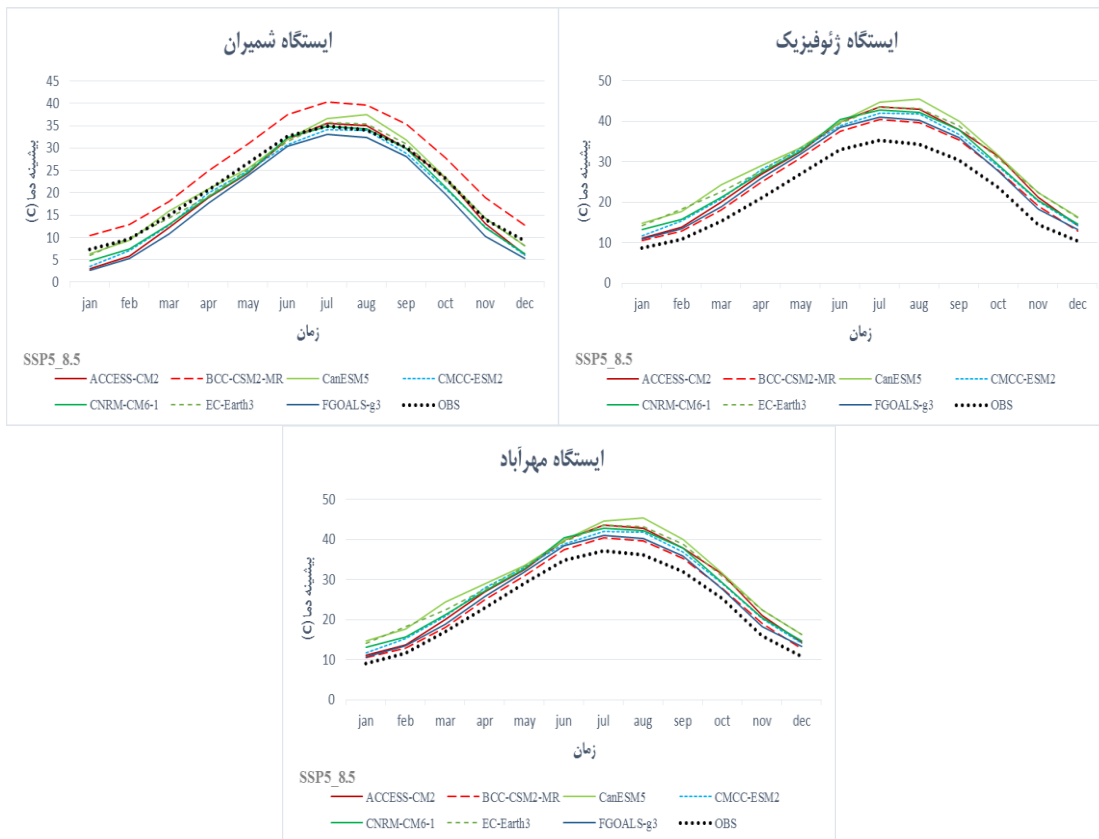 ایستگاه شمیران
بیشینه دما (C)
45
40
35
30
25
20
15
10
5
0
jan feb mar apr may jun jul aug sep oct nov dec
زمان
SSP5_8.5
ACCESS-CM2 BCC-CSM2-MR CanESM5 CMCC-ESM2
CNRM-CM6-1 EC-Earth3 FGOALS-g3 OBS
ایستگاه ژئوفیزیک
بیشینه دما (C)
50
40
30
20
10
0
jan feb mar apr may jun jul aug sep oct nov dec
زمان
SSP5_8.5
ACCESS-CM2 BCC-CSM2-MR CanESM5 CMCC-ESM2
CNRM-CM6-1 EC-Earth3 FGOALS-g3 OBS
ایستگاه مهرآباد
بیشینه دما (C)
50
40
30
20
10
0
jan feb mar apr may jun jul aug sep oct nov dec
زمان
SSP5_8.5
ACCESS-CM2 BCC-CSM2-MR CanESM5 CMCC-ESM2
CNRM-CM6-1 EC-Earth3 FGOALS-g3 OBS